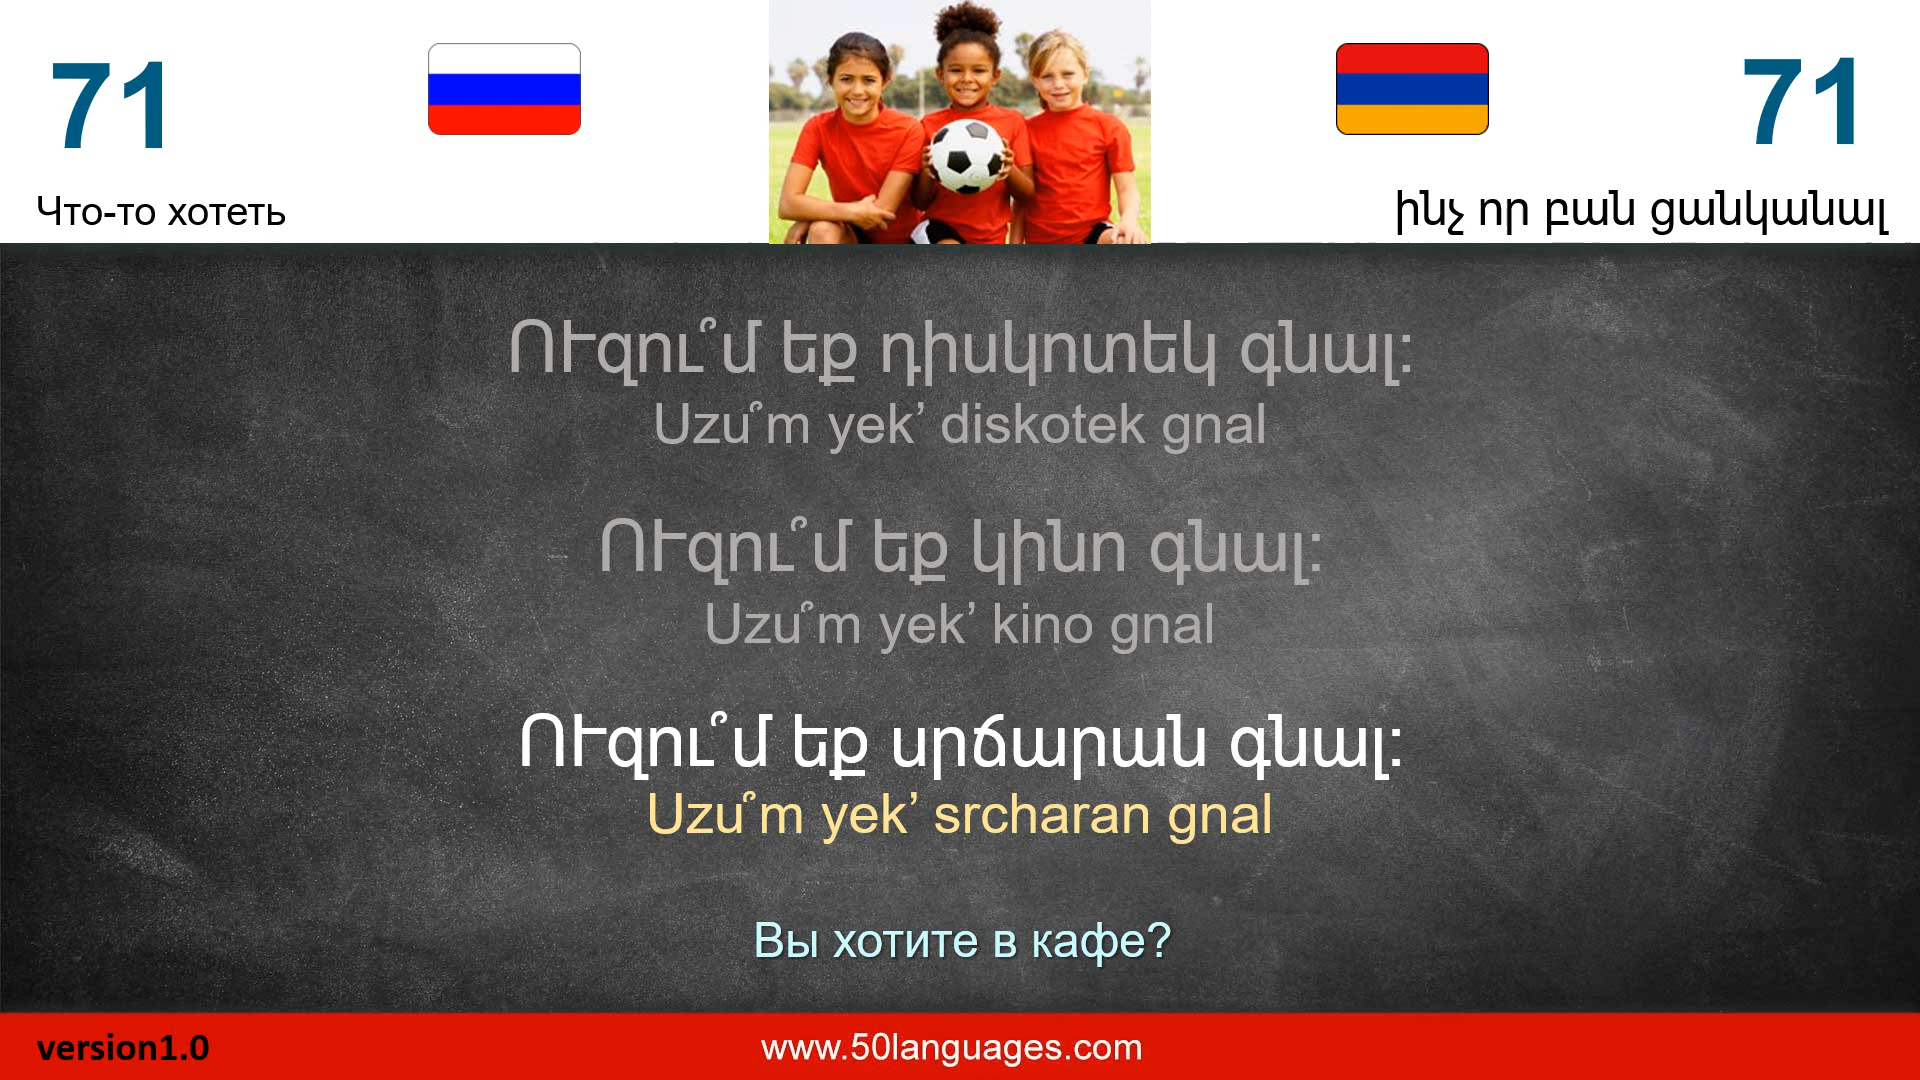 71
71
Что-то хотеть
ինչ որ բան ցանկանալ
ՈՒզու՞մ եք դիսկոտեկ գնալ:
Uzu՞m yek’ diskotek gnal
ՈՒզու՞մ եք կինո գնալ:
Uzu՞m yek’ kino gnal
ՈՒզու՞մ եք սրճարան գնալ:
Uzu՞m yek’ srcharan gnal
Вы хотите в кафе?
version1.0
www.50languages.com